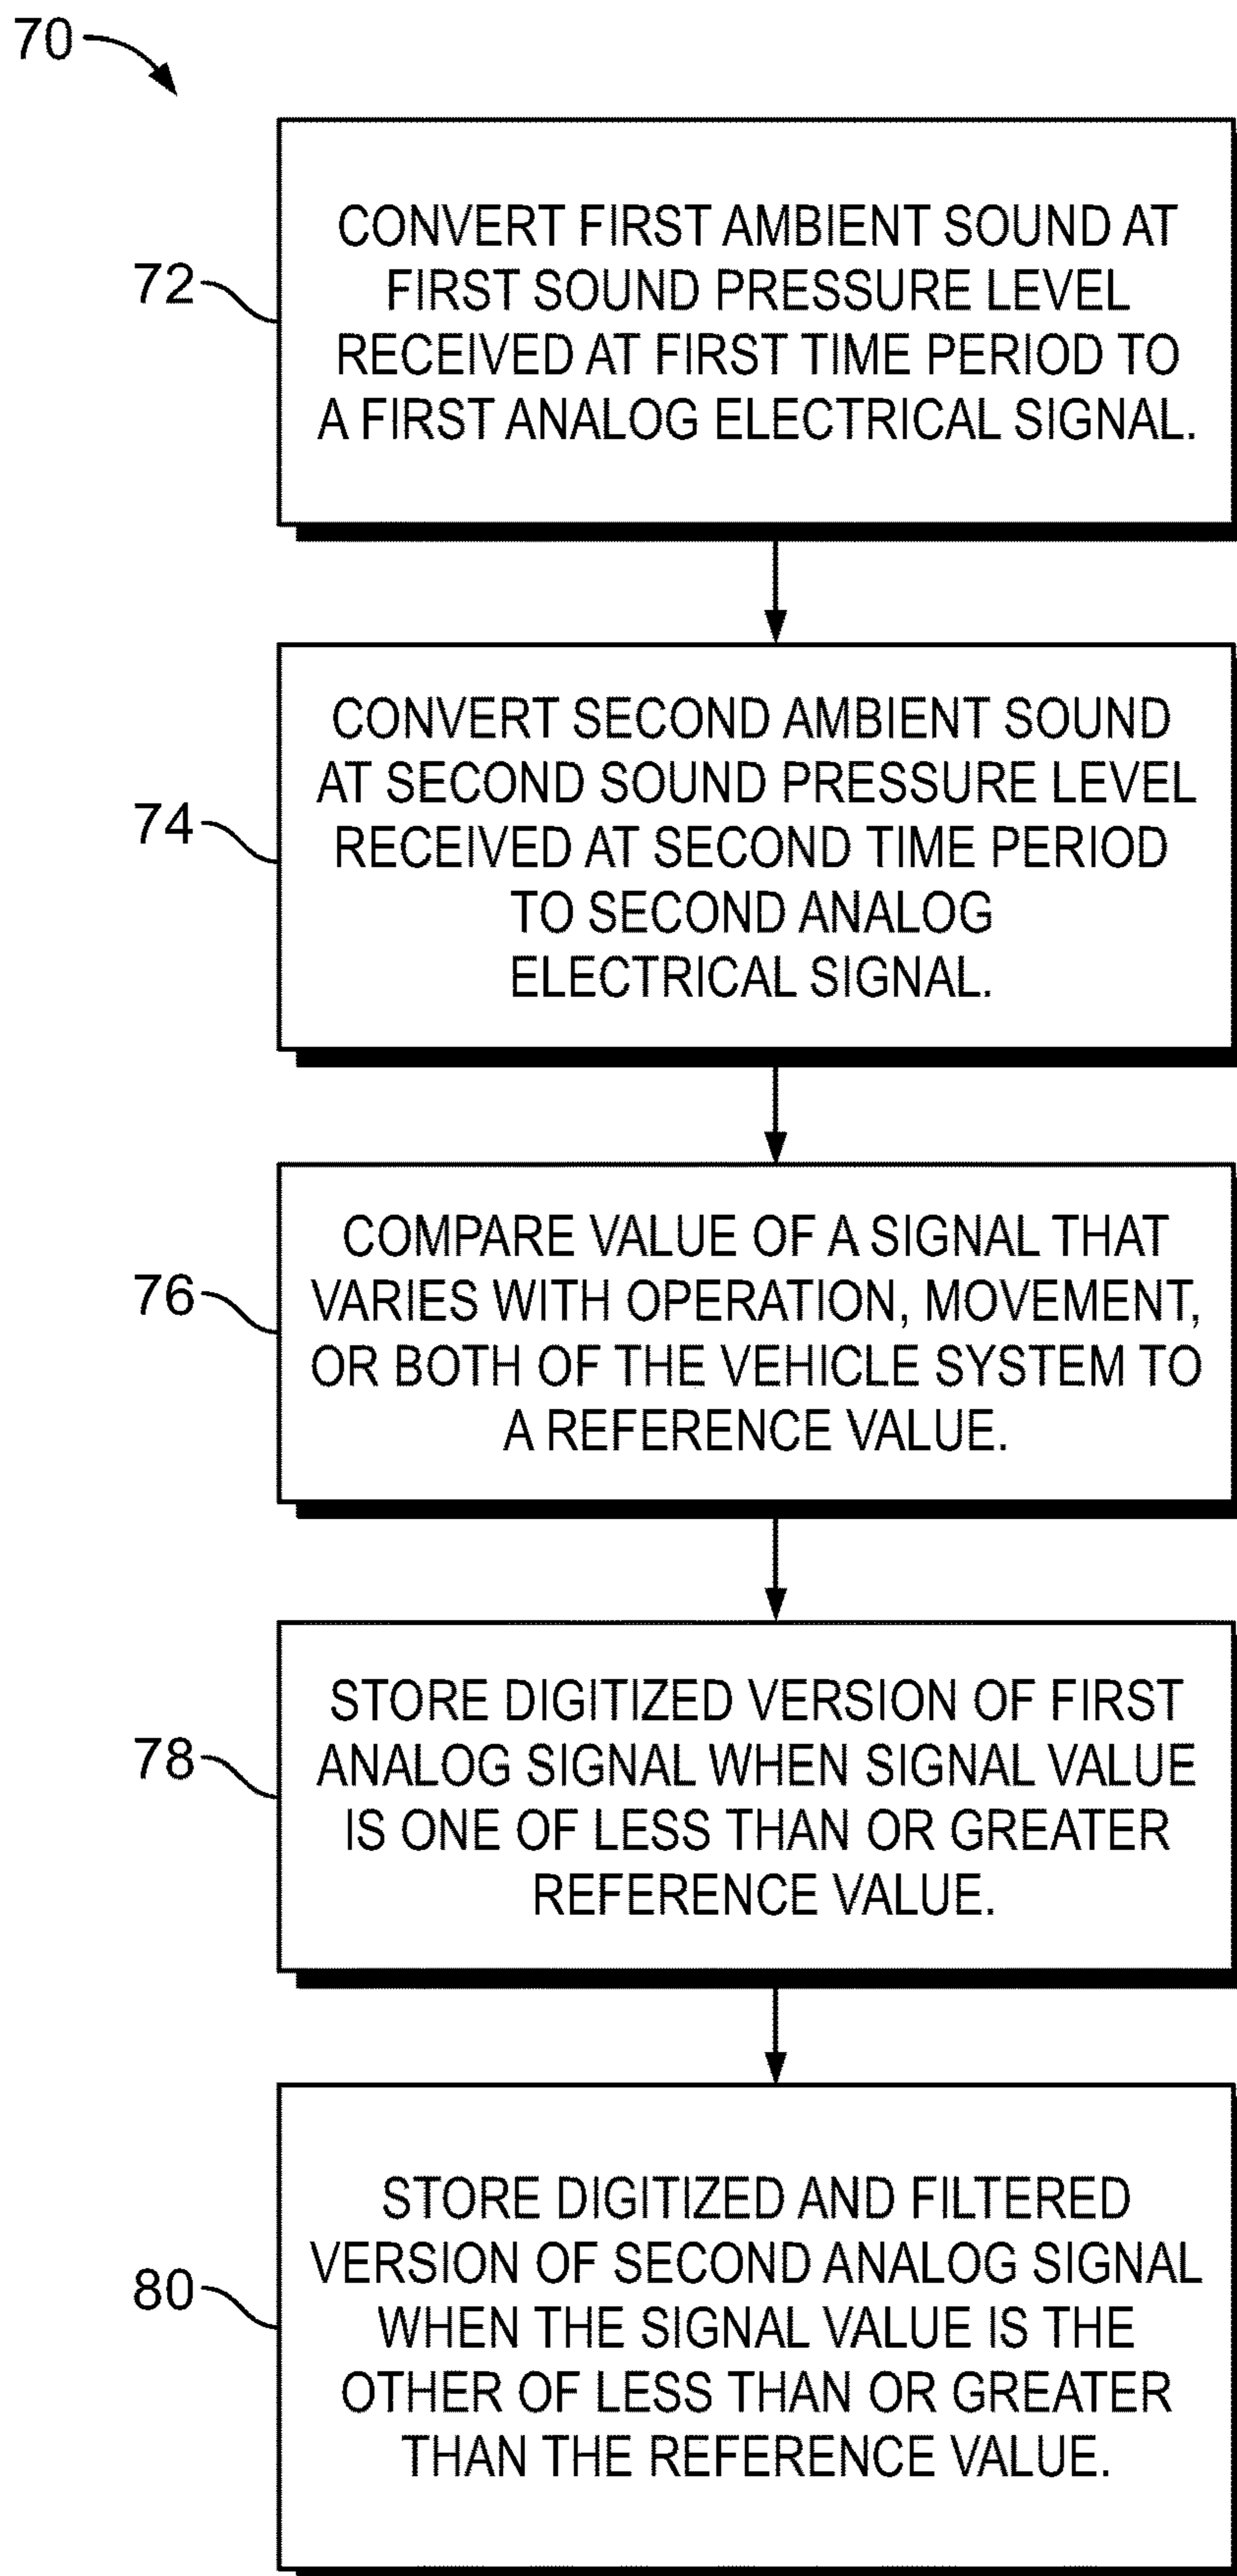 70
CONVERT FIRST AMBIENT SOUND AT
FIRST SOUND PRESSURE LEVEL
RECEIVED AT FIRST TIME PERIOD TO
A FIRST ANALOG ELECTRICAL SIGNAL.
72
CONVERT SECOND AMBIENT SOUND
AT SECOND SOUND PRESSURE LEVEL
RECEIVED AT SECOND TIME PERIOD
TO SECOND ANALOG
ELECTRICAL SIGNAL.
74
COMPARE VALUE OF A SIGNAL THAT
VARIES WITH OPERATION, MOVEMENT,
OR BOTH OF THE VEHICLE SYSTEM TO
A REFERENCE VALUE.
76
STORE DIGITIZED VERSION OF FIRST
ANALOG SIGNAL WHEN SIGNAL VALUE
IS ONE OF LESS THAN OR GREATER
REFERENCE VALUE.
78
STORE DIGITIZED AND FILTERED
VERSION OF SECOND ANALOG SIGNAL
WHEN THE SIGNAL VALUE IS THE
OTHER OF LESS THAN OR GREATER
THAN THE REFERENCE VALUE.
80